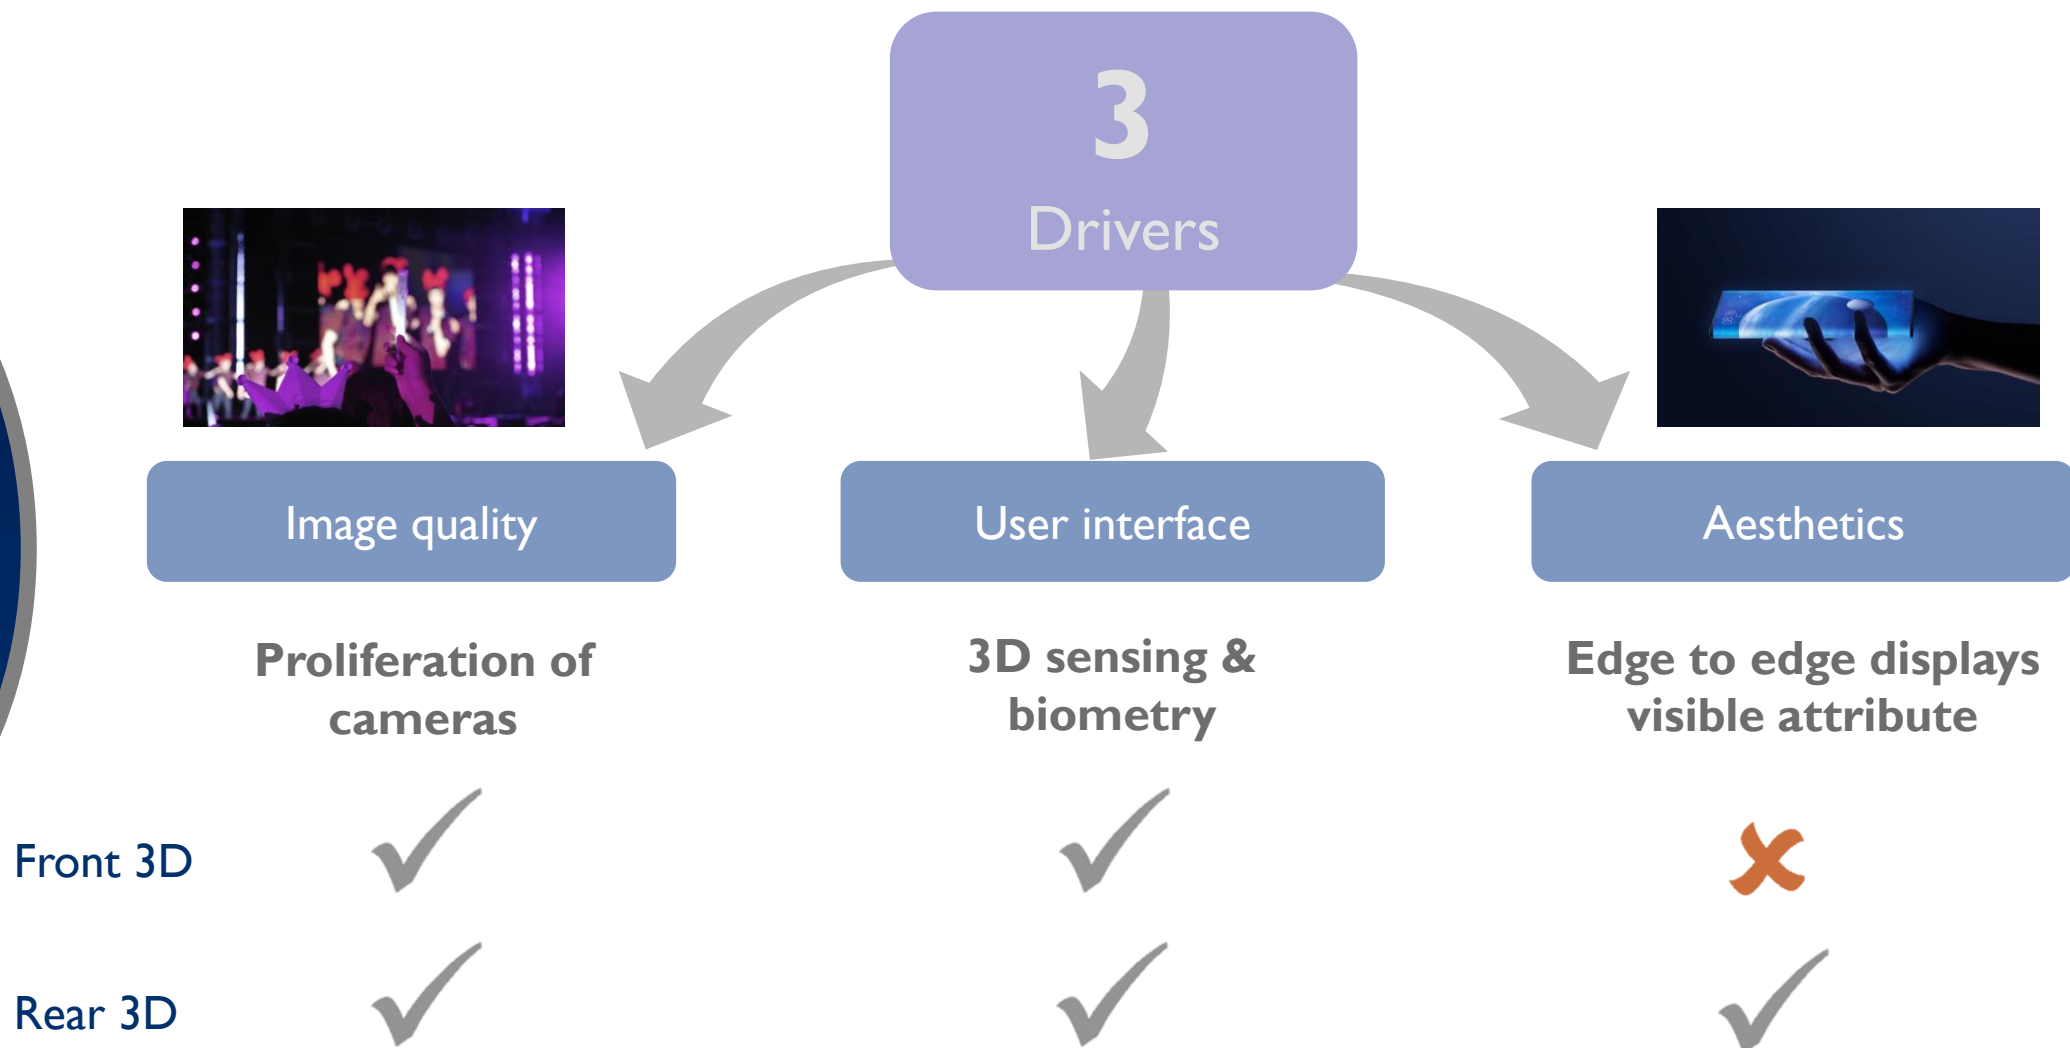 3
Drivers
Image quality
User interface
Aesthetics
Proliferation of
cameras
3D sensing &
biometry
Edge to edge displays
visible attribute
Front 3D
Rear 3D